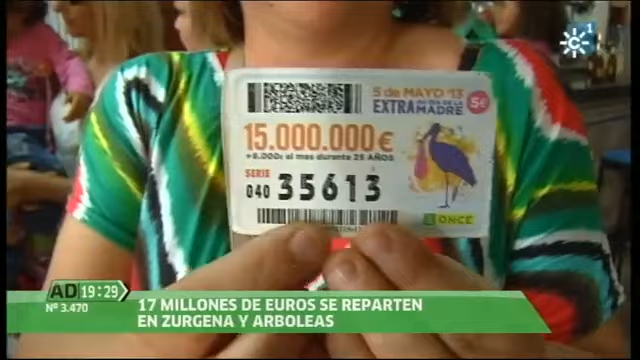 1
5 de MAYO '13
EXTRA DÍA DE LA MADRE 5€
15.000.000€
+6.000€ al mes durante 25 AÑOS
SERIE
040 35613
ONCE
AD 19:29
Nº 3.470
17 MILLONES DE EUROS SE REPARTEN
EN ZURGENA Y ARBOLEAS